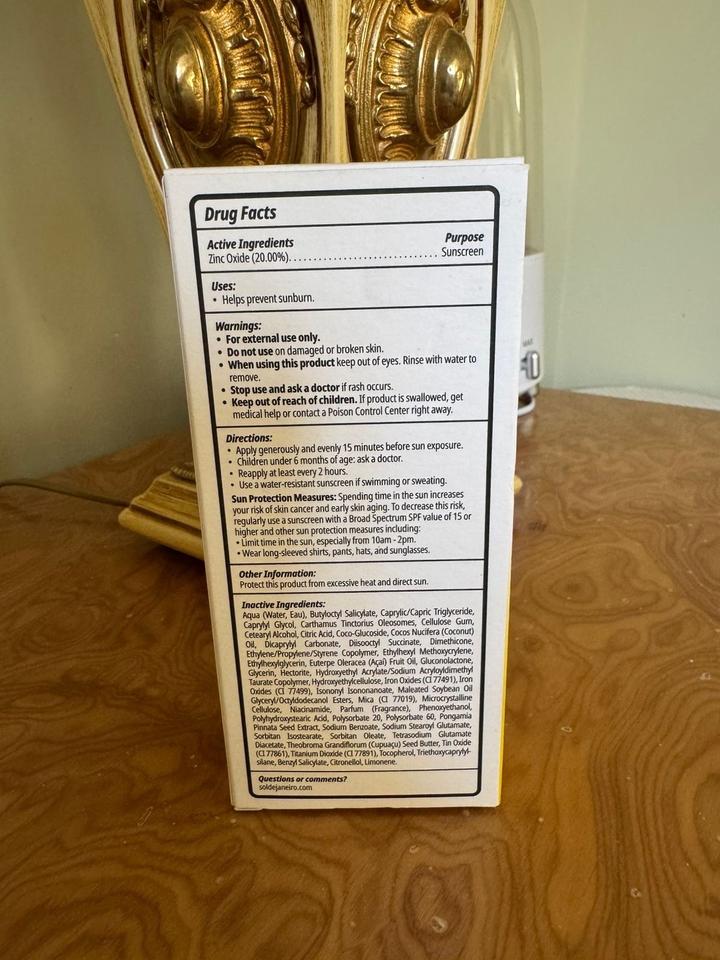 Drug Facts
Active Ingredients Purpose
Zinc Oxide (20.00%)............................ Sunscreen
Uses:
• Helps prevent sunburn.
Warnings:
• For external use only.
• Do not use on damaged or broken skin.
• When using this product keep out of eyes. Rinse with water to
remove.
• Stop use and ask a doctor if rash occurs.
• Keep out of reach of children. If product is swallowed, get
medical help or contact a Poison Control Center right away.
Directions:
• Apply generously and evenly 15 minutes before sun exposure.
• Children under 6 months of age: ask a doctor.
• Reapply at least every 2 hours.
• Use a water-resistant sunscreen if swimming or sweating.
Sun Protection Measures: Spending time in the sun increases
your risk of skin cancer and early skin aging. To decrease this risk,
regularly use a sunscreen with a Broad Spectrum SPF value of 15 or
higher and other sun protection measures including:
• Limit time in the sun, especially from 10am - 2pm.
• Wear long-sleeved shirts, pants, hats, and sunglasses.
Other Information:
Protect this product from excessive heat and direct sun.
Inactive Ingredients:
Aqua (Water, Eau), Butyloctyl Salicylate, Caprylic/Capric Triglyceride,
Caprylyl Glycol, Carthamus Tinctorius Oleosomes, Cellulose Gum,
Cetearyl Alcohol, Citric Acid, Coco-Glucoside, Cocos Nucifera (Coconut)
Oil, Dicaprylyl Carbonate, Diisooctyl Succinate, Dimethicone,
Ethylene/Propylene/Styrene Copolymer, Ethylhexyl Methoxycrylene,
Ethylhexylglycerin, Euterpe Oleracea (Açaí) Fruit Oil, Gluconolactone,
Glycerin, Hectorite, Hydroxyethyl Acrylate/Sodium Acryloyldimethyl
Taurate Copolymer, Hydroxyethylcellulose, Iron Oxides (CI 77491), Iron
Oxides (CI 77499), Isononyl Isononanoate, Maleated Soybean Oil
Glyceryl/Octyldodecanol Esters, Mica (CI 77019), Microcrystalline
Cellulose, Niacinamide, Parfum (Fragrance), Phenoxyethanol,
Polyhydroxystearic Acid, Polysorbate 20, Polysorbate 60, Pongamia
Pinnata Seed Extract, Sodium Benzoate, Sodium Stearoyl Glutamate,
Sorbitan Isostearate, Sorbitan Oleate, Tetrasodium Glutamate
Diacetate, Theobroma Grandiflorum (Cupuaçu) Seed Butter, Tin Oxide
(CI 77861), Titanium Dioxide (CI 77891), Tocopherol, Triethoxycaprylyl-
silane, Benzyl Salicylate, Citronellol, Limonene.
Questions or comments?
soldejaneiro.com
MAX